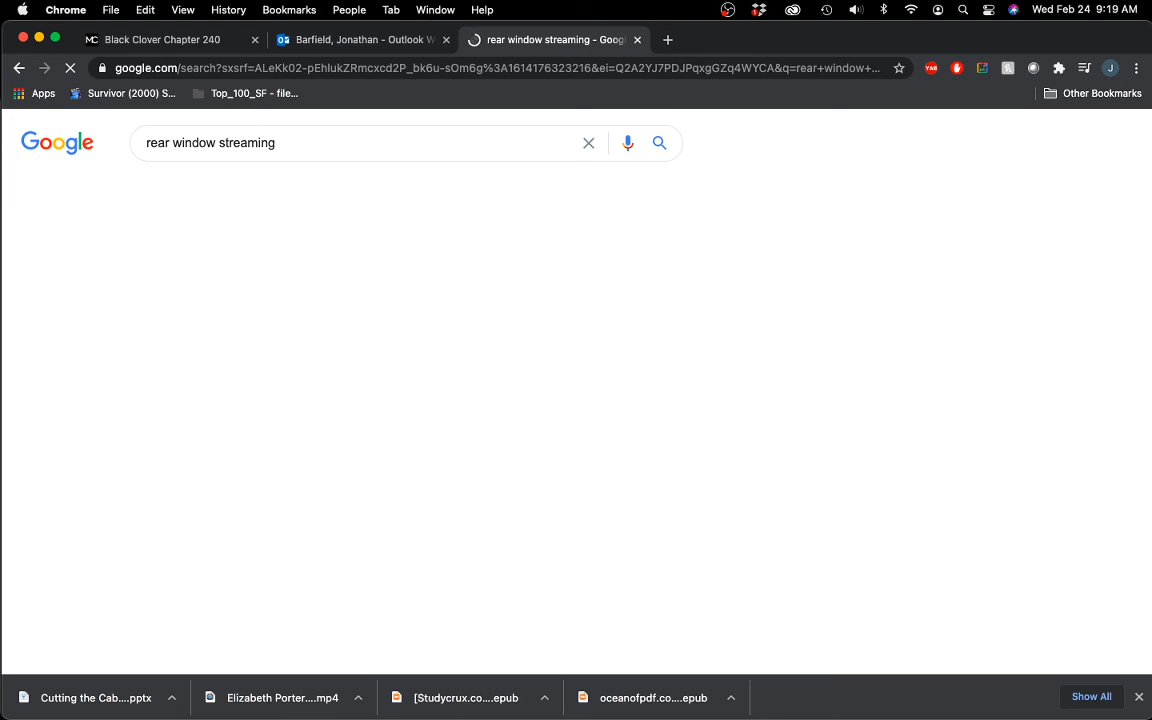 Chrome File Edit View History Bookmarks People Tab Window Help Wed Feb 24 9:19 AM
MC Black Clover Chapter 240 Barfield, Jonathan - Outlook W rear window streaming - Goog
google.com/search?sxsrf=ALeKk02-pEhlukZRmcxcd2P_bk6u-sOm6g%3A1614176323216&ei=Q2A2YJ7PDJPqxgGZq4WYCA&q=rear+window+... YAB J
Apps Survivor (2000) S... Top_100_SF - file... Other Bookmarks
Google rear window streaming
Cutting the Cab....pptx Elizabeth Porter....mp4 [Studycrux.co....epub oceanofpdf.co....epub Show All